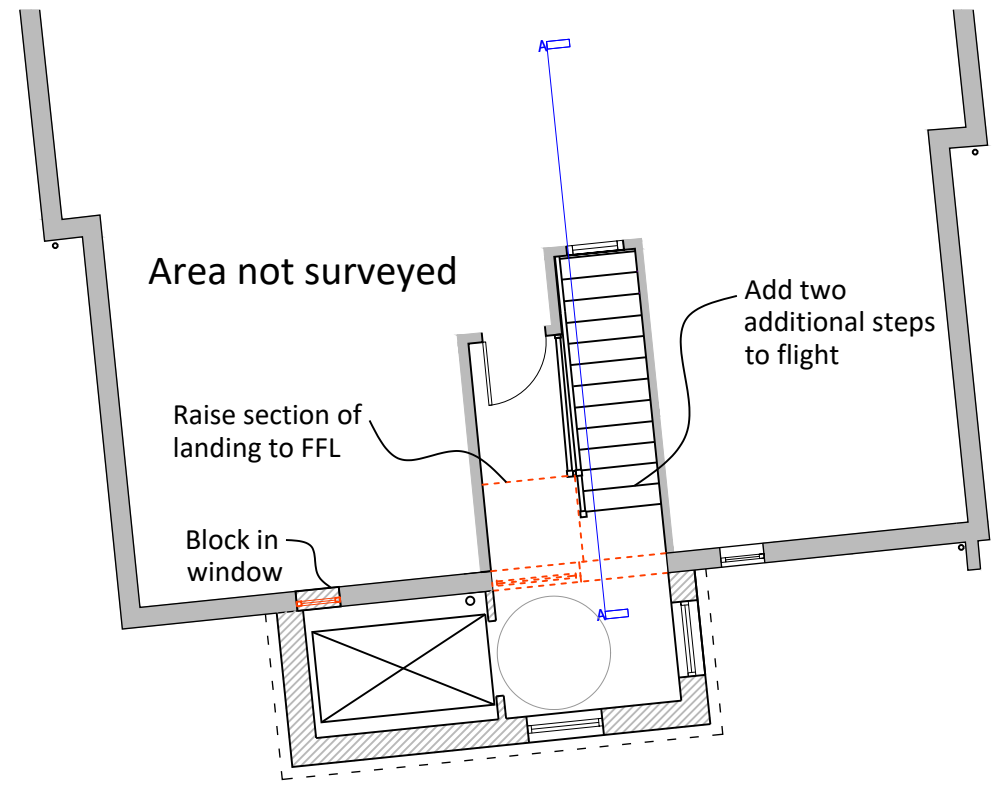 A
Area not surveyed
Add two
additional steps
to flight
Raise section of
landing to FFL
Block in
window
A